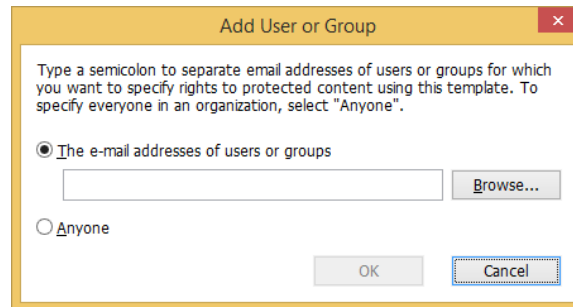 Add User or Group
Type a semicolon to separate email addresses of users or groups for which
you want to specify rights to protected content using this template. To
specify everyone in an organization, select "Anyone".
The e-mail addresses of users or groups
Browse...
Anyone
OK
Cancel